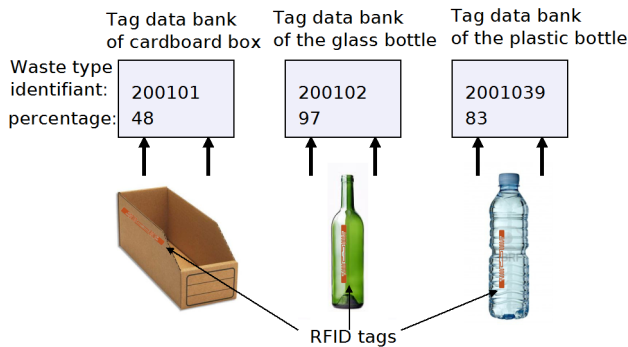 Tag data bank
of cardboard box
Tag data bank
of the glass bottle
Tag data bank
of the plastic bottle
Waste type
identifiant:
200101
200102
2001039
percentage:
48
97
83
RFID tags